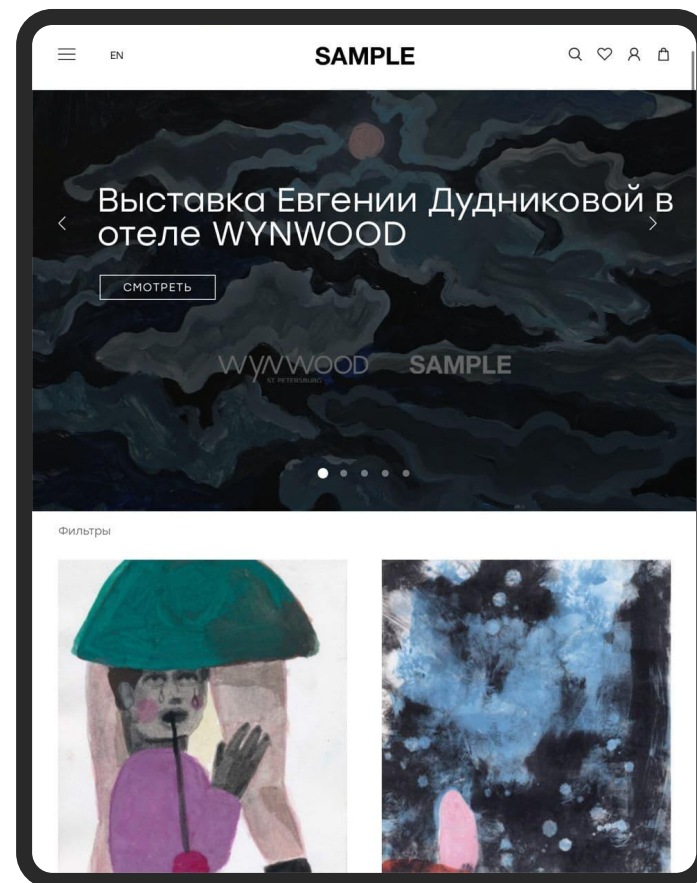 EN
SAMPLE
Выставка Евгении Дудниковой в
отеле WYNWOOD
СМОТРЕТЬ
WYNWOOD SAMPLE
ST. PETERSBURG
Фильтры